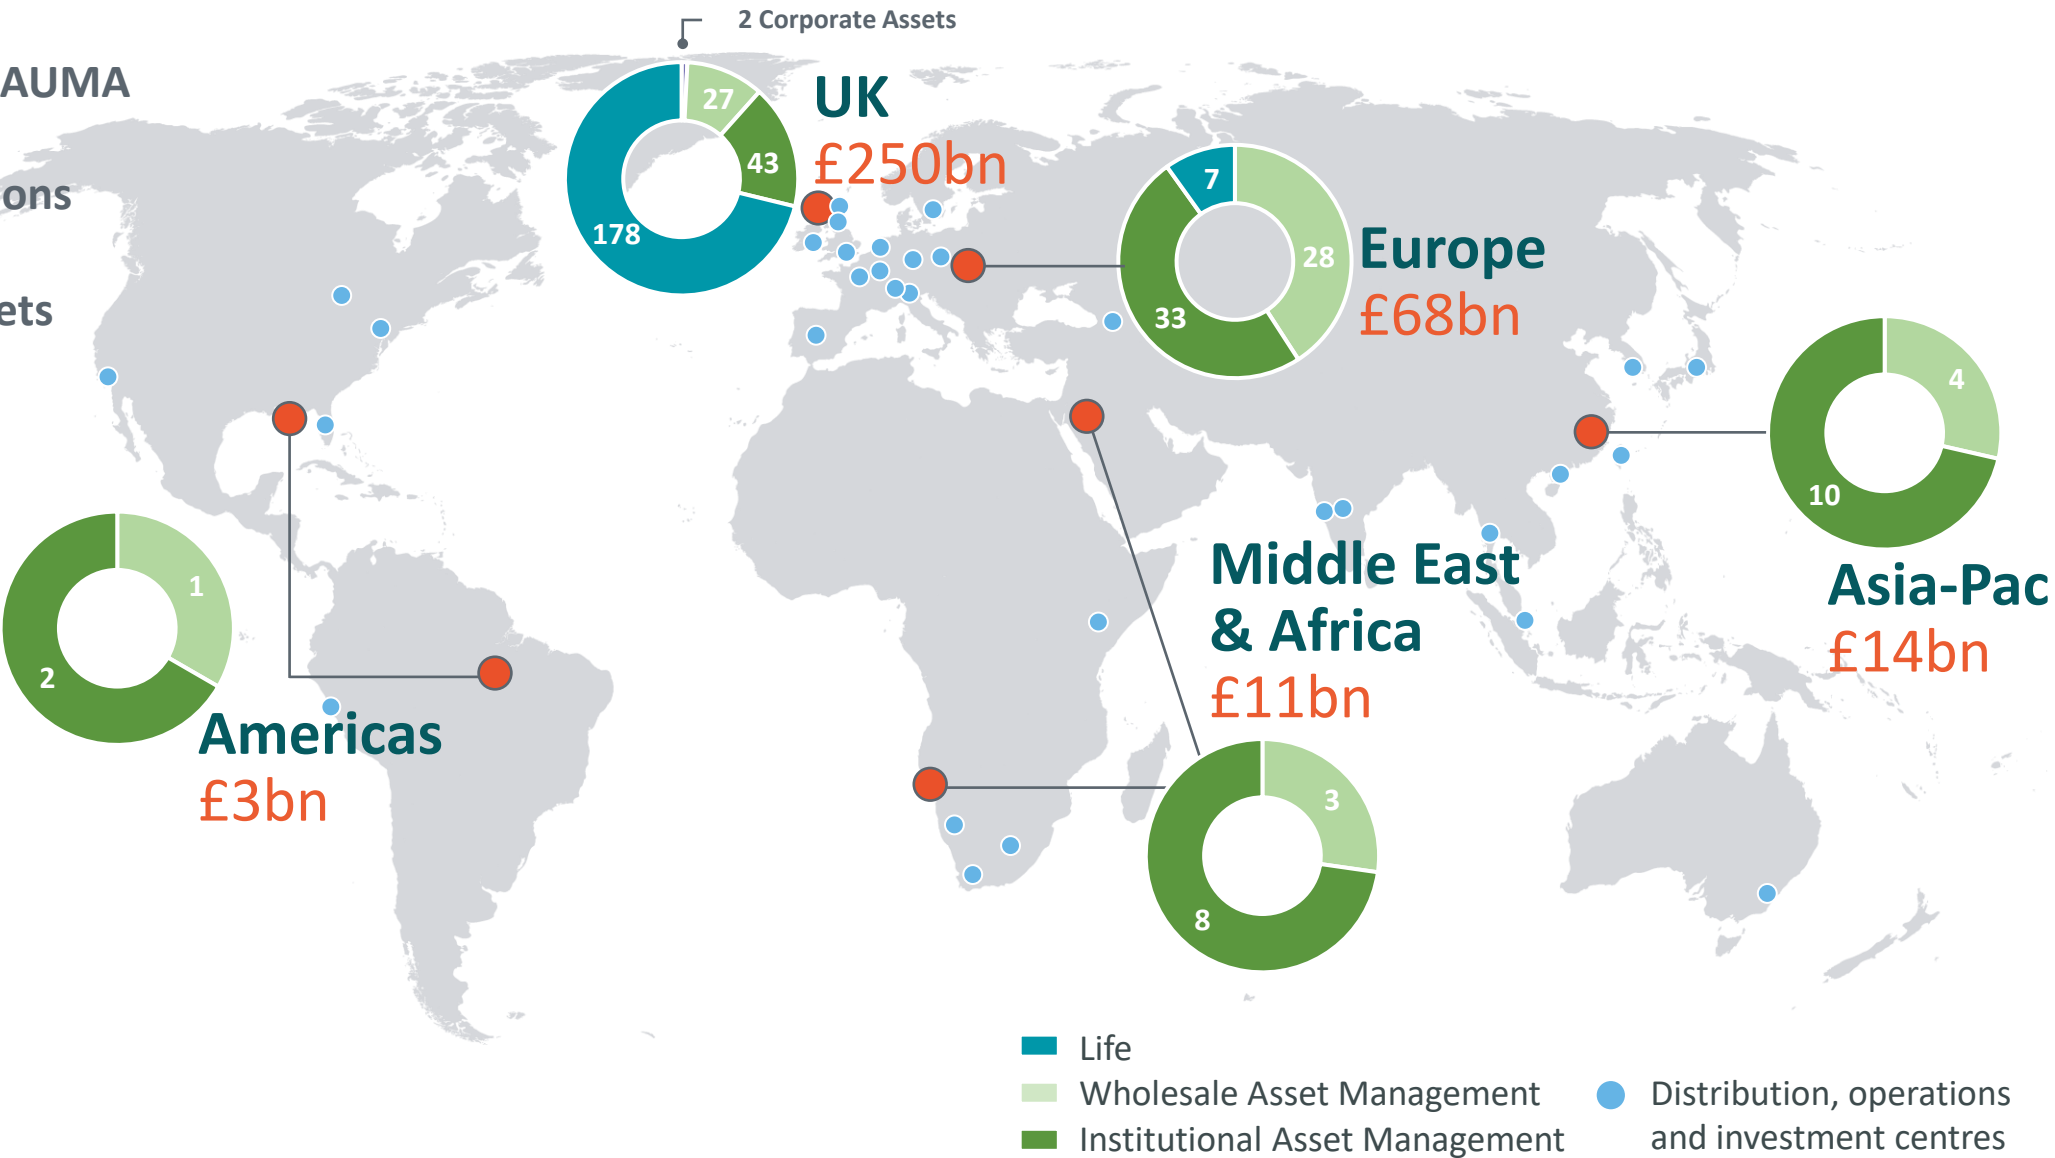 2 Corporate Assets
AUMA
ons
ets
27
43
178
UK
£250bn
7
28
33
Europe
£68bn
4
10
Asia-Pac
£14bn
1
2
Americas
£3bn
Middle East
& Africa
£11bn
3
8
Life
Wholesale Asset Management
Institutional Asset Management
Distribution, operations
and investment centres